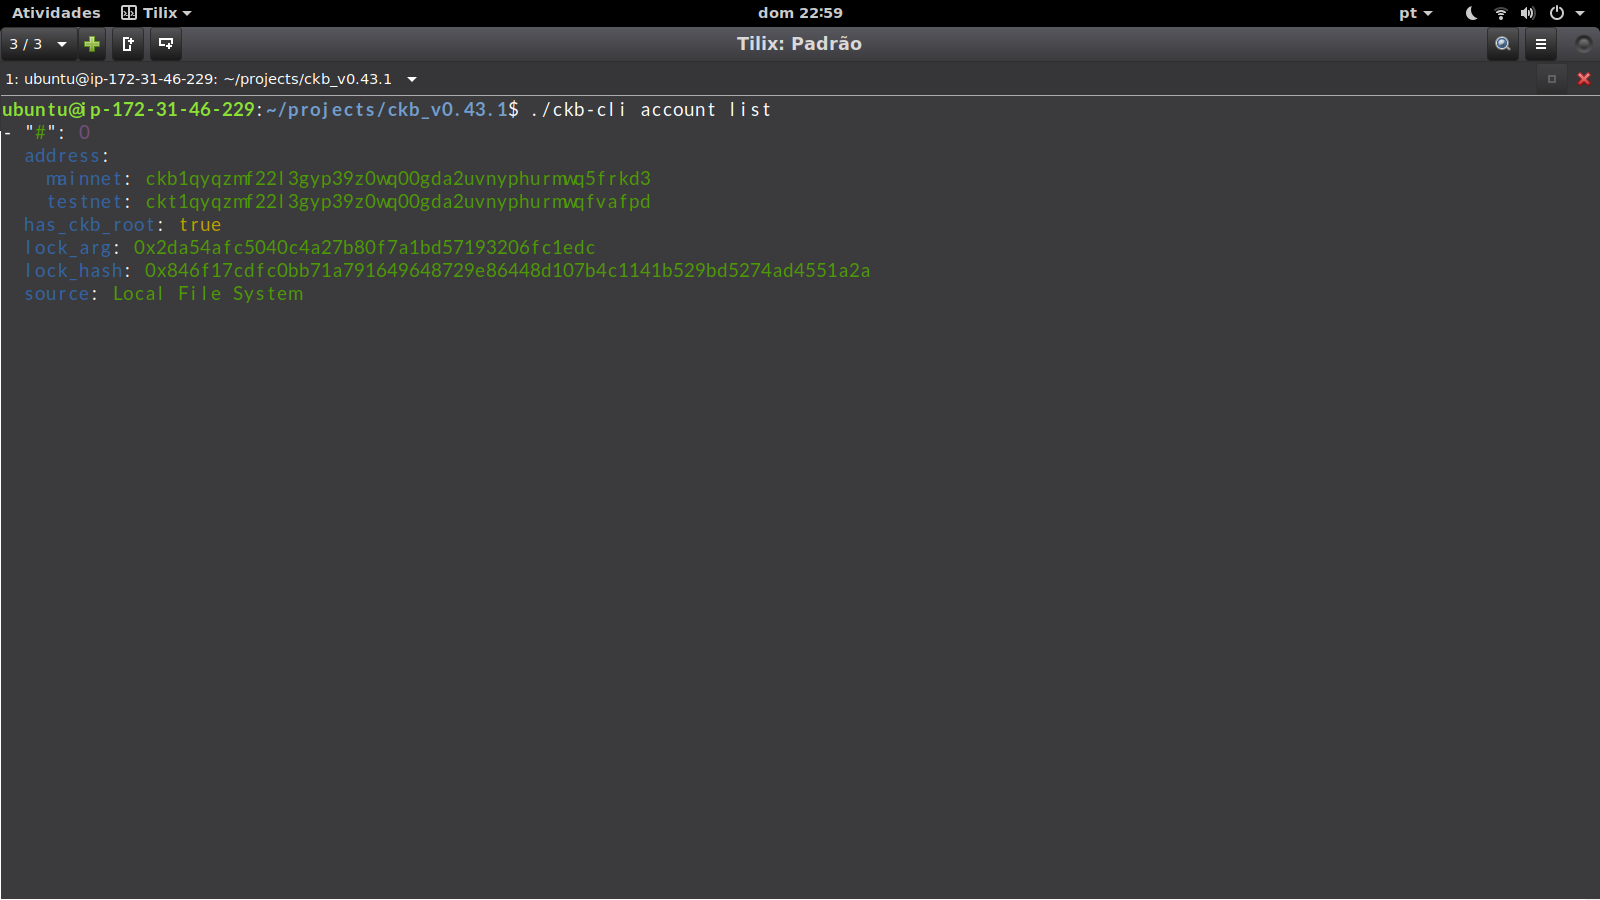 Atividades Tilix dom 22:59 pt
3 / 3 Tilix: Padrão
1: ubuntu@ip-172-31-46-229: ~/projects/ckb_v0.43.1
ubuntu@ip-172-31-46-229:~/projects/ckb_v0.43.1$ ./ckb-cli account list
- "#": 0
  address:
    mainnet: ckb1qyqzmf22l3gyp39z0wq00gda2uvnyphurmwq5frkd3
    testnet: ckt1qyqzmf22l3gyp39z0wq00gda2uvnyphurmwqfvafpd
  has_ckb_root: true
  lock_arg: 0x2da54afc5040c4a27b80f7a1bd57193206fc1edc
  lock_hash: 0x846f17cdfc0bb71a791649648729e86448d107b4c1141b529bd5274ad4551a2a
  source: Local File System